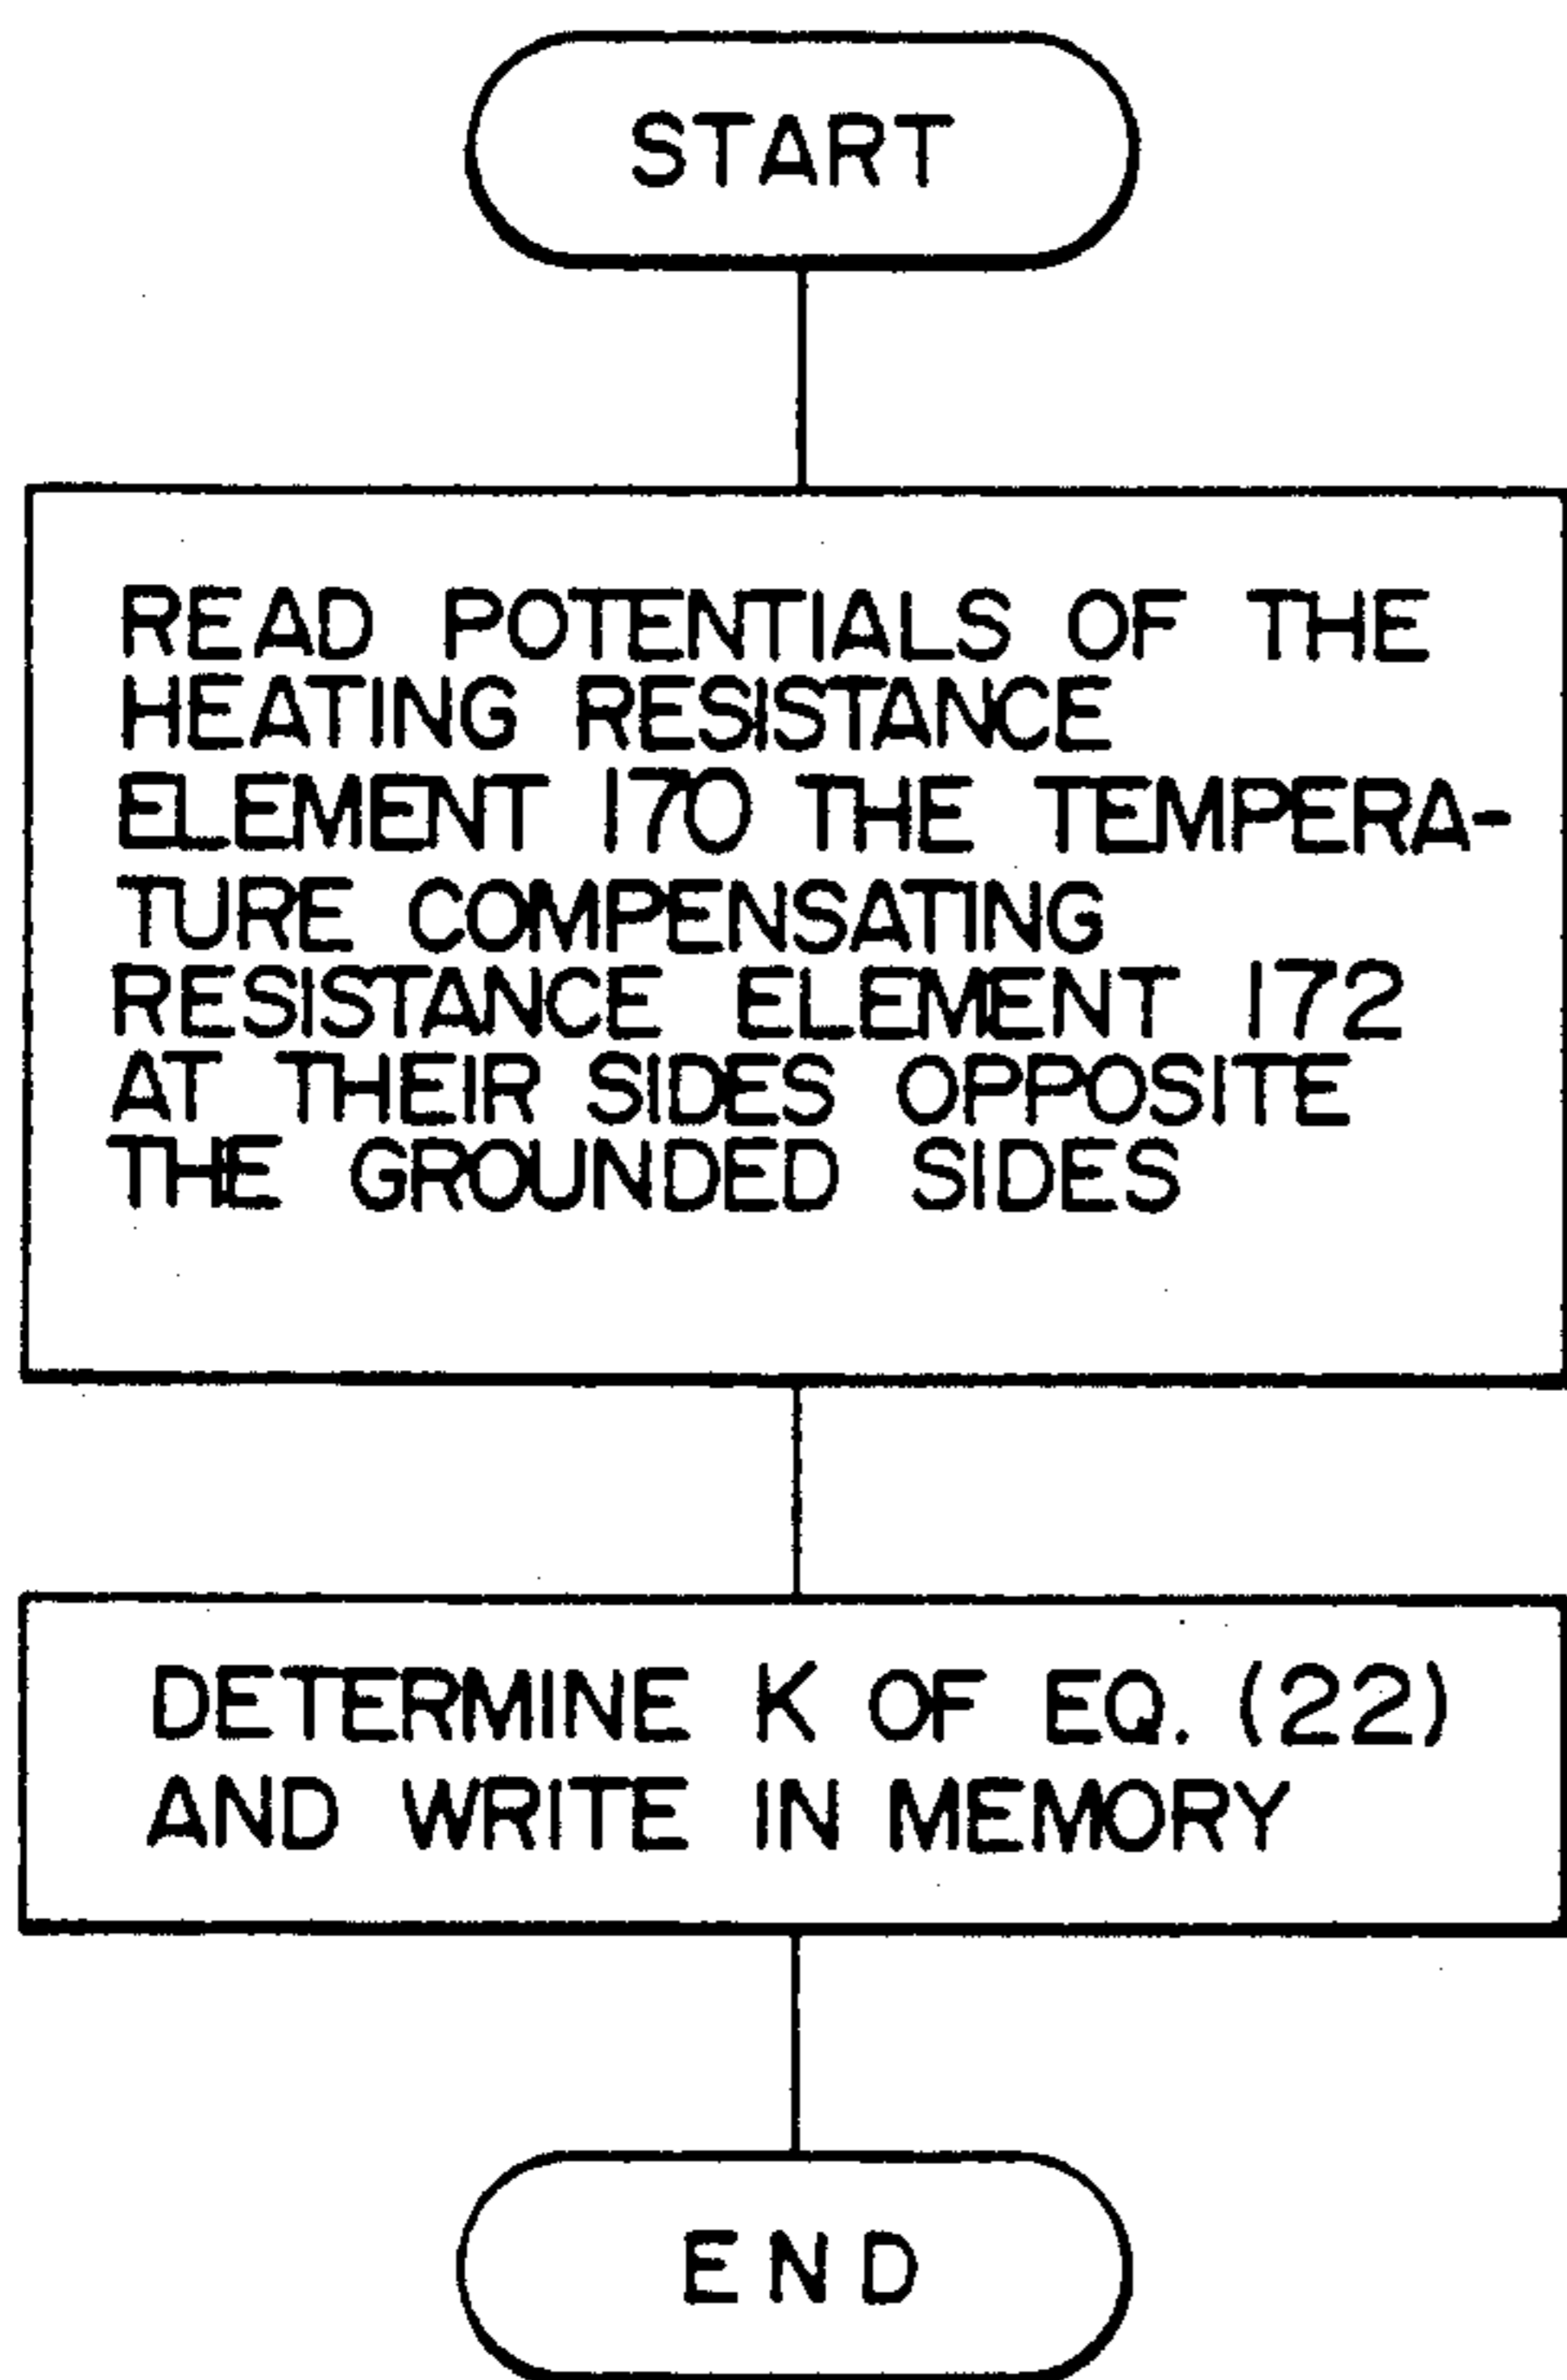 START
READ POTENTIALS OF THE
HEATING RESISTANCE
ELEMENT 170 THE TEMPERA-
TURE COMPENSATING
RESISTANCE ELEMENT 172
AT THEIR SIDES OPPOSITE
THE GROUNDED SIDES
DETERMINE K OF EQ. (22)
AND WRITE IN MEMORY
END